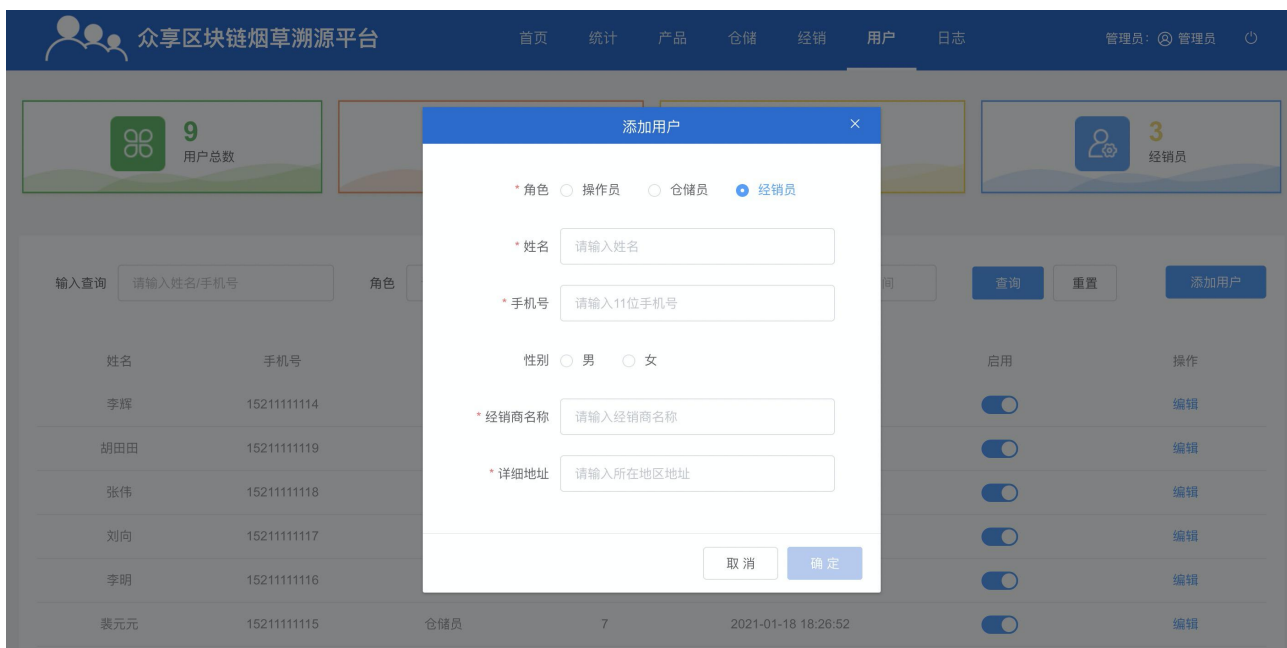 众享区块链烟草溯源平台 首页 统计 产品 仓储 经销 用户 日志 管理员: 管理员
9
用户总数
3
经销员
添加用户 ×
* 角色 操作员 仓储员 经销员
* 姓名 请输入姓名
* 手机号 请输入11位手机号
性别 男 女
* 经销商名称 请输入经销商名称
* 详细地址 请输入所在地区地址
取消 确定
输入查询 请输入姓名/手机号 角色 间 查询 重置 添加用户
姓名 手机号 启用 操作
李辉 15211111114 编辑
胡田田 15211111119 编辑
张伟 15211111118 编辑
刘向 15211111117 编辑
李明 15211111116 编辑
裴元元 15211111115 仓储员 7 2021-01-18 18:26:52 编辑